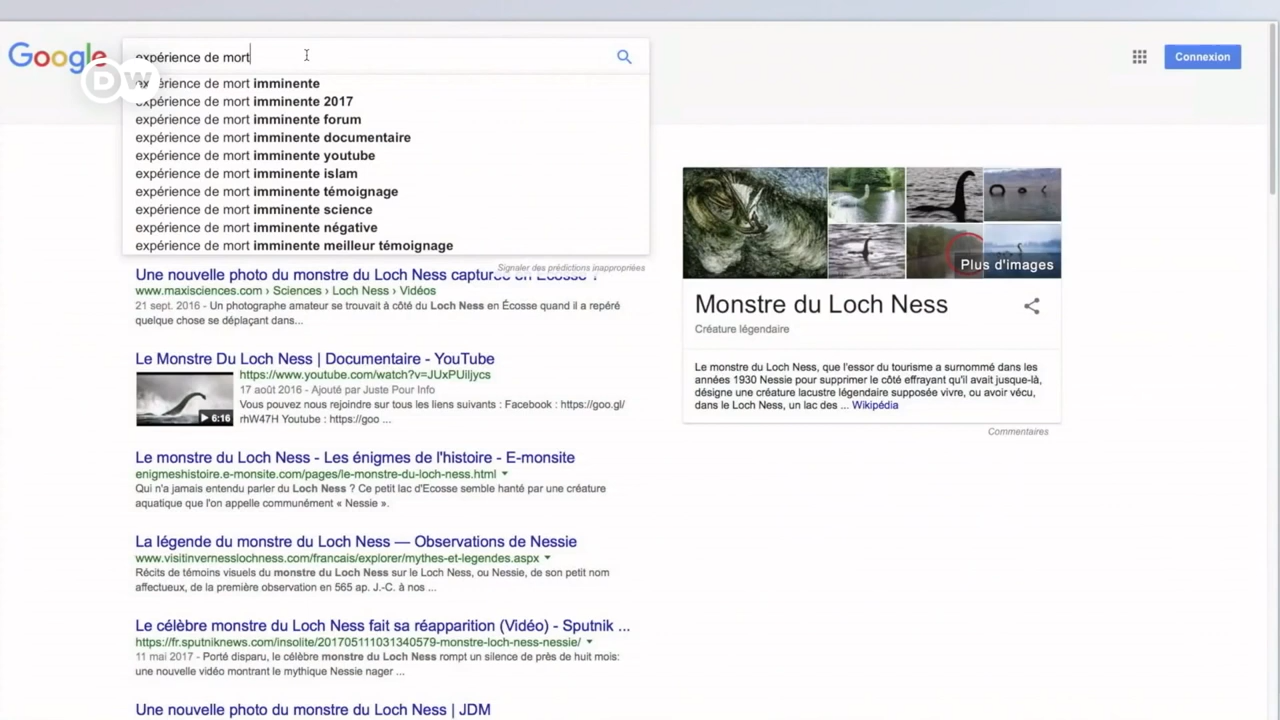 Google
expérience de mort
DW
Connexion
expérience de mort imminente
expérience de mort imminente 2017
expérience de mort imminente forum
expérience de mort imminente documentaire
expérience de mort imminente youtube
expérience de mort imminente islam
expérience de mort imminente témoignage
expérience de mort imminente science
expérience de mort imminente négative
expérience de mort imminente meilleur témoignage
Signaler des prédictions inappropriées
Une nouvelle photo du monstre du Loch Ness capturée en Écosse ?
www.maxisciences.com › Sciences › Loch Ness › Vidéos
21 sept. 2016 - Un photographe amateur se trouvait à côté du Loch Ness en Écosse quand il a repéré
quelque chose se déplaçant dans...
Le Monstre Du Loch Ness | Documentaire - YouTube
https://www.youtube.com/watch?v=JUxPUiljycs
17 août 2016 - Ajouté par Juste Pour Info
Vous pouvez nous rejoindre sur tous les liens suivants : Facebook : https://goo.gl/
rhW47H Youtube : https://goo ...
6:16
Le monstre du Loch Ness - Les énigmes de l'histoire - E-monsite
enigmeshistoire.e-monsite.com/pages/le-monstre-du-loch-ness.html
Qui n'a jamais entendu parler du Loch Ness ? Ce petit lac d'Ecosse semble hanté par une créature
aquatique que l'on appelle communément « Nessie ».
La légende du monstre du Loch Ness — Observations de Nessie
www.visitinvernesslochness.com/francais/explorer/mythes-et-legendes.aspx
Récits de témoins visuels du monstre du Loch Ness sur le Loch Ness, ou Nessie, de son petit nom
affectueux, de la première observation en 565 ap. J.-C. à nos ...
Le célèbre monstre du Loch Ness fait sa réapparition (Vidéo) - Sputnik ...
https://fr.sputniknews.com/insolite/201705111031340579-monstre-loch-ness-nessie/
11 mai 2017 - Porté disparu, le célèbre monstre du Loch Ness rompt un silence de près de huit mois:
une nouvelle vidéo montrant le mythique Nessie nager ...
Une nouvelle photo du monstre du Loch Ness | JDM
Plus d'images
Monstre du Loch Ness
Créature légendaire
Le monstre du Loch Ness, que l'essor du tourisme a surnommé dans les
années 1930 Nessie pour supprimer le côté effrayant qu'il avait jusque-là,
désigne une créature lacustre légendaire supposée vivre, ou avoir vécu,
dans le Loch Ness, un lac des ... Wikipédia
Commentaires